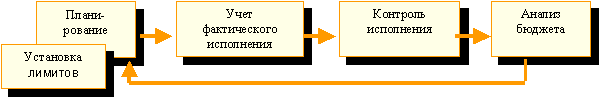 Плани-
рование
Установка
лимитов
Учет
фактического
исполнения
Контроль
исполнения
Анализ
бюджета